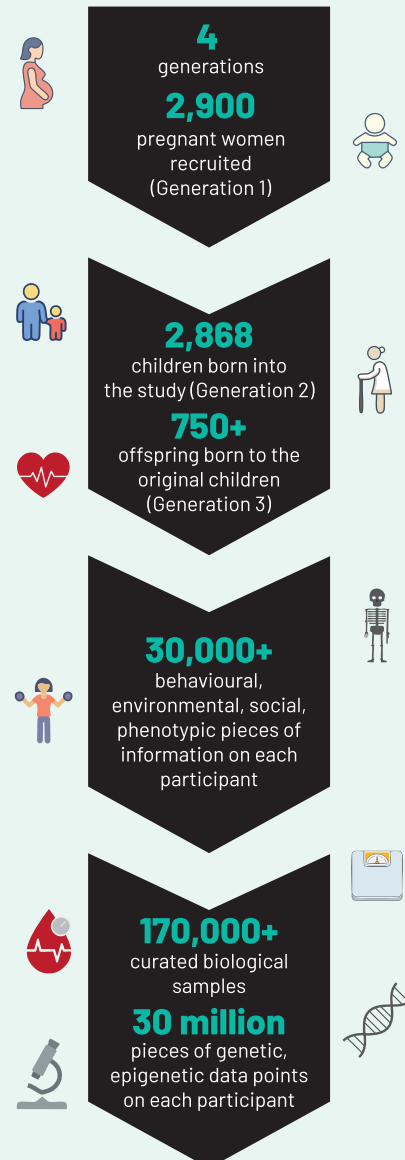 4
generations
2,900
pregnant women
recruited
(Generation 1)
2,868
children born into
the study (Generation 2)
750+
offspring born to the
original children
(Generation 3)
30,000+
behavioural,
environmental, social,
phenotypic pieces of
information on each
participant
170,000+
curated biological
samples
30 million
pieces of genetic,
epigenetic data points
on each participant